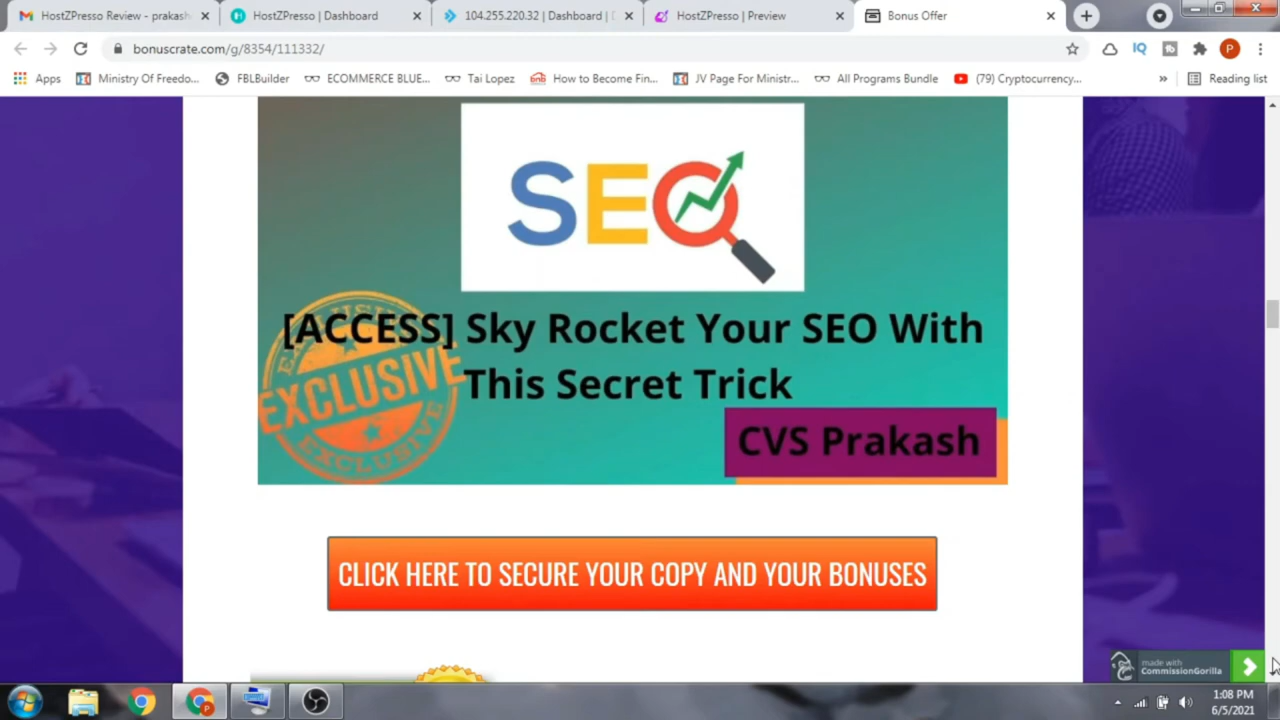 HostZPresso Review - prakash
HostZPresso | Dashboard
104.255.220.32 | Dashboard |
HostZPresso | Preview
Bonus Offer
bonuscrate.com/g/8354/111332/
IQ
P
Apps
Ministry Of Freedo...
FBLBuilder
ECOMMERCE BLUE...
Tai Lopez
How to Become Fin...
JV Page For Ministr...
All Programs Bundle
(79) Cryptocurrency...
»
Reading list
SEO
[ACCESS] Sky Rocket Your SEO With
This Secret Trick
EXCLUSIVE
EXCLUSIVE
EXCLUSIVE
CVS Prakash
CLICK HERE TO SECURE YOUR COPY AND YOUR BONUSES
made with
CommissionGorilla
1:08 PM
6/5/2021